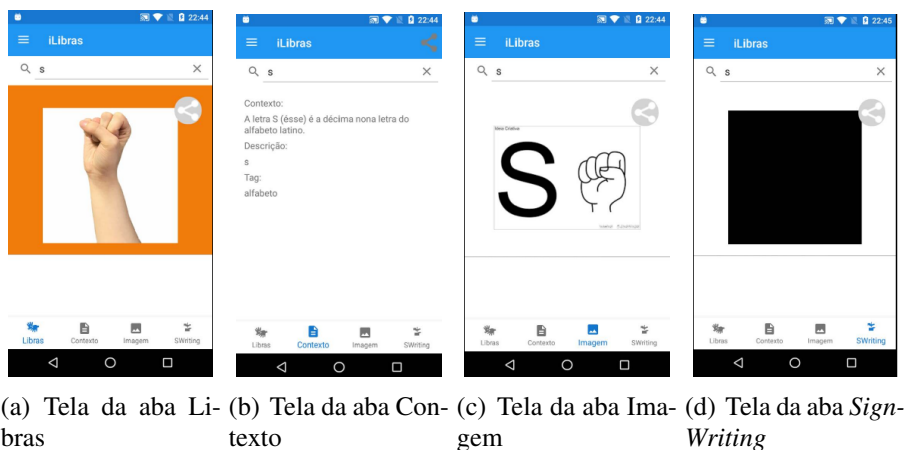 22:44
iLibras
s
Libras
Contexto
Imagem
SWriting
(a) Tela da aba Li-
bras
22:44
iLibras
s
Contexto:
A letra S (ésse) é a décima nona letra do
alfabeto latino.
Descrição:
s
Tag:
alfabeto
Libras
Contexto
Imagem
SWriting
(b) Tela da aba Con-
texto
22:44
iLibras
s
S
Libras
Contexto
Imagem
SWriting
(c) Tela da aba Ima-
gem
22:45
iLibras
s
Libras
Contexto
Imagem
SWriting
(d) Tela da aba Sign-
Writing